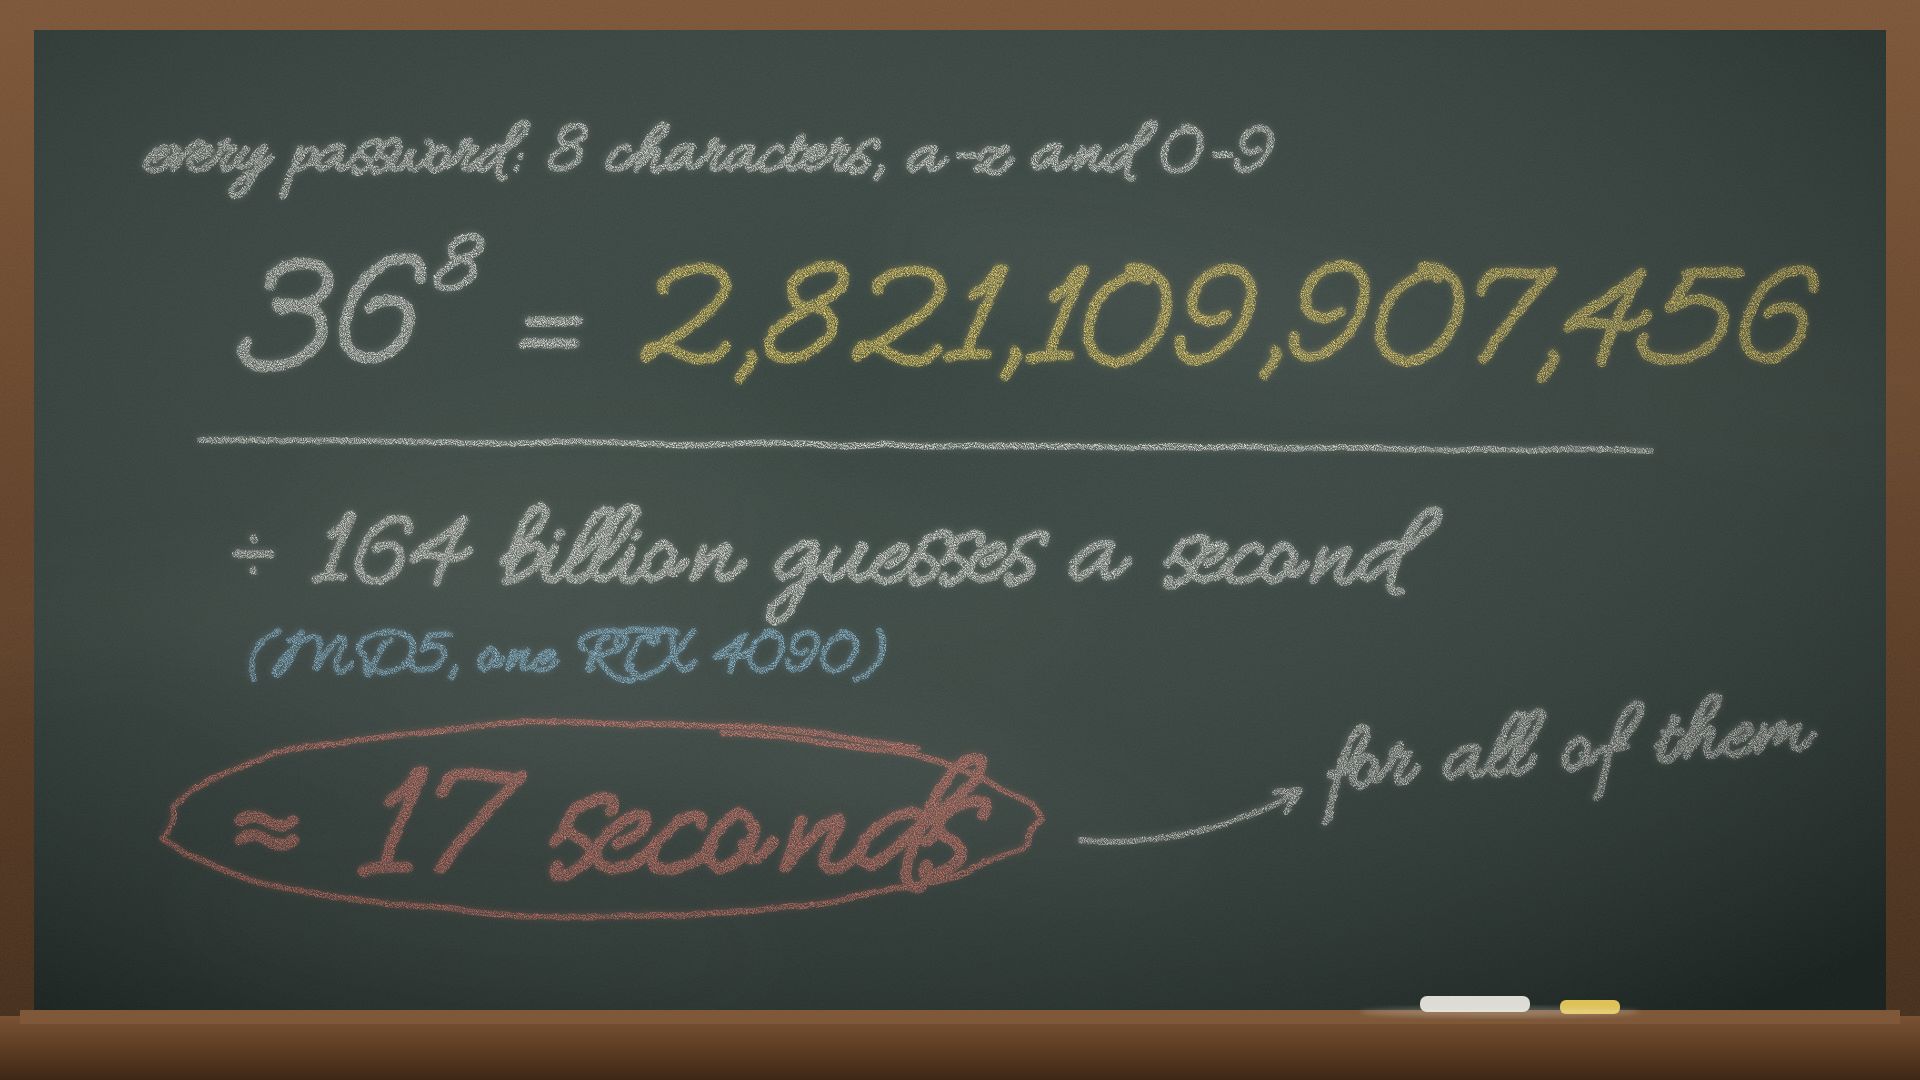 every password: 8 characters, a-z and 0-9
36⁸ = 2,821,109,907,456
÷ 164 billion guesses a second
(MD5, one RTX 4090)
≈ 17 seconds
for all of them